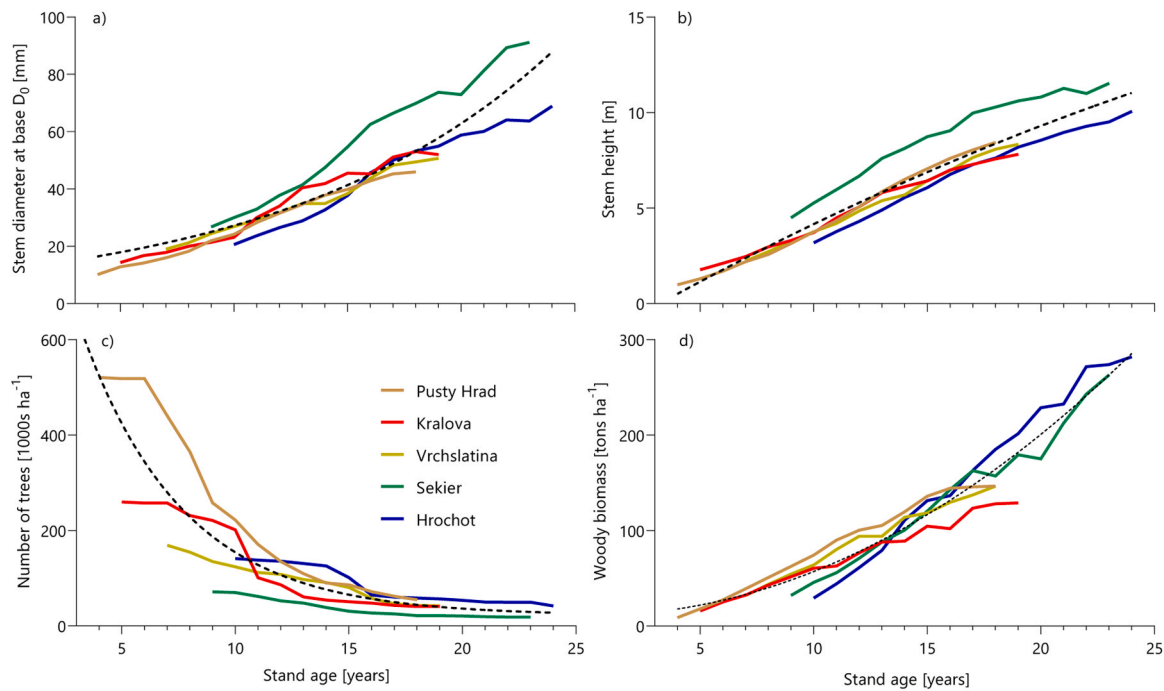 a)
Stem diameter at base D0 [mm]
100
80
60
40
20
0
b)
Stem height [m]
15
10
5
0
c)
Number of trees [1000s ha-1]
600
400
200
0
5 10 15 20 25
Stand age [years]
Pusty Hrad
Kralova
Vrchslatina
Sekier
Hrochot
d)
Woody biomass [tons ha-1]
300
200
100
0
5 10 15 20 25
Stand age [years]